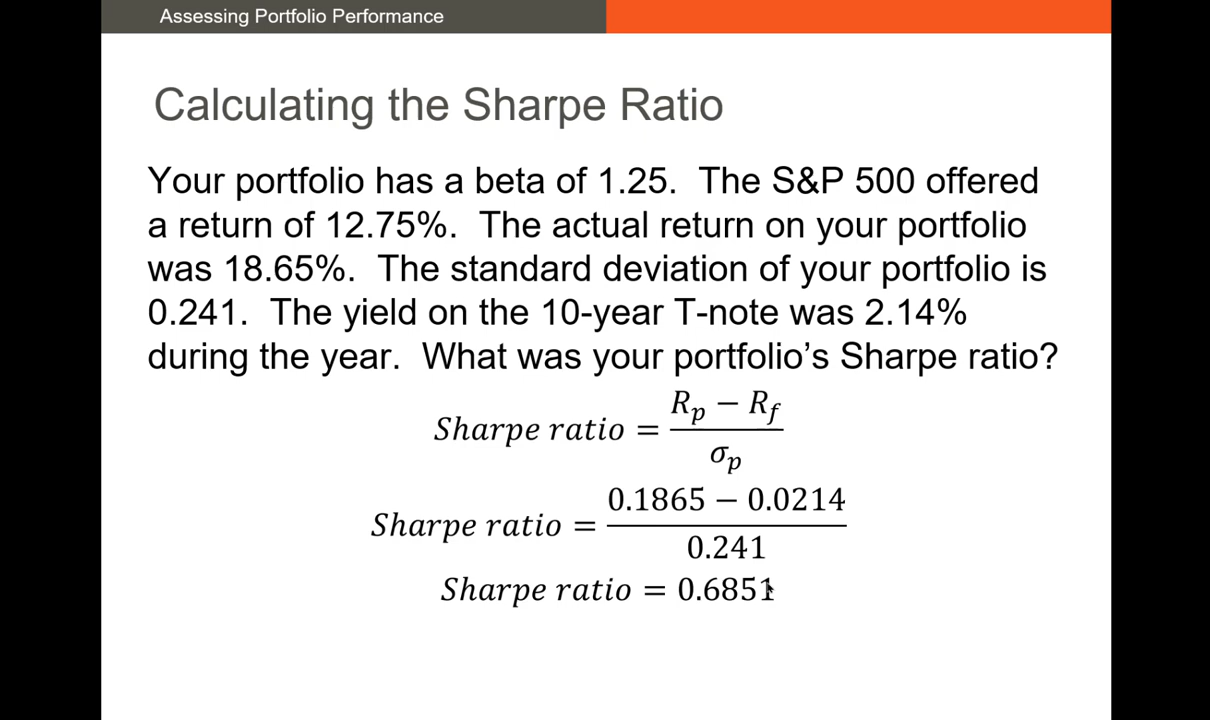 Assessing Portfolio Performance
Calculating the Sharpe Ratio
Your portfolio has a beta of 1.25.  The S&P 500 offered
a return of 12.75%.  The actual return on your portfolio
was 18.65%.  The standard deviation of your portfolio is
0.241.  The yield on the 10-year T-note was 2.14%
during the year.  What was your portfolio’s Sharpe ratio?
Sharpe ratio = (R_p − R_f) / σ_p
Sharpe ratio = (0.1865 − 0.0214) / 0.241
Sharpe ratio = 0.6851